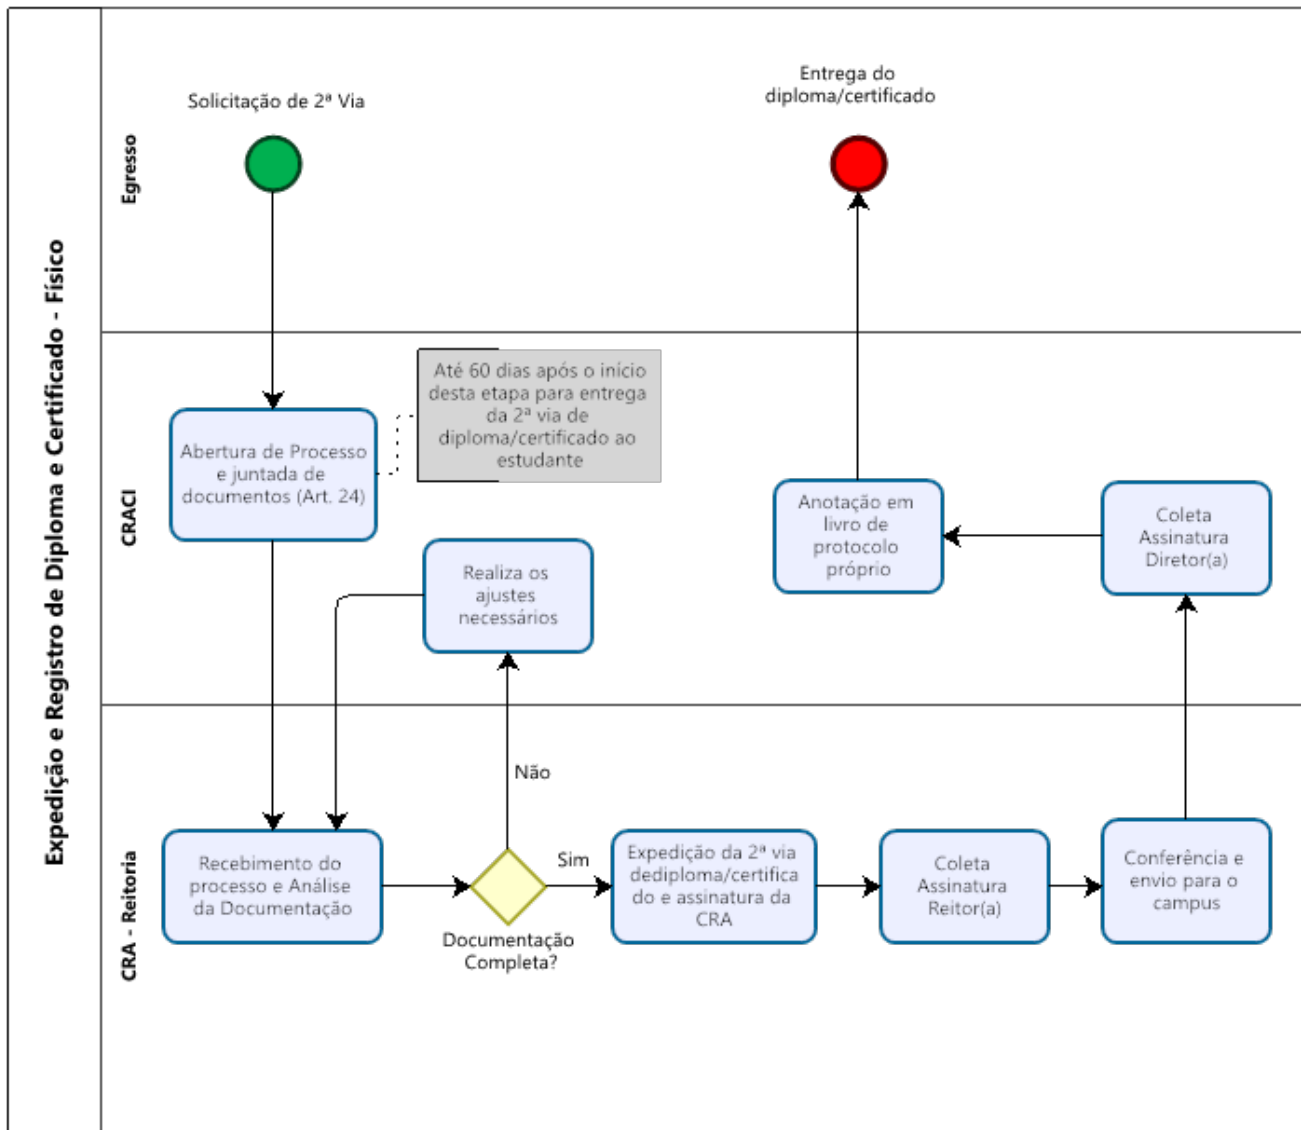 Expedição e Registro de Diploma e Certificado - Físico
Egresso
Solicitação de 2ª Via
Entrega do
diploma/certificado
CRACI
Abertura de Processo
e juntada de
documentos (Art. 24)
Até 60 dias após o início
desta etapa para entrega
da 2ª via de
diploma/certificado ao
estudante
Realiza os
ajustes
necessários
Anotação em
livro de
protocolo
próprio
Coleta
Assinatura
Diretor(a)
CRA - Reitoria
Recebimento do
processo e Análise
da Documentação
Não
Sim
Documentação
Completa?
Expedição da 2ª via
dediploma/certifica
do e assinatura da
CRA
Coleta
Assinatura
Reitor(a)
Conferência e
envio para o
campus